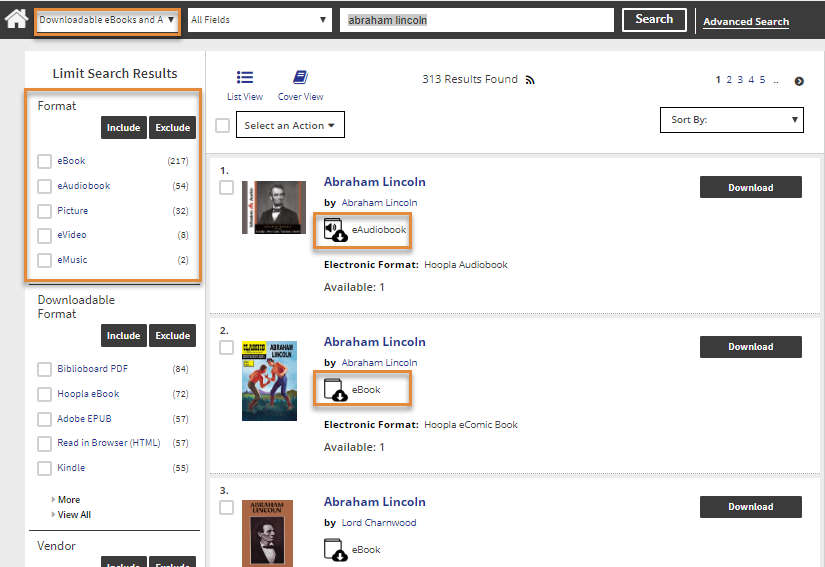 Downloadable eBooks and A
All Fields
abraham lincoln
Search
Advanced Search
Limit Search Results
Format
Include Exclude
eBook (217)
eAudiobook (54)
Picture (32)
eVideo (8)
eMusic (2)
Downloadable
Format
Include Exclude
Biblioboard PDF (84)
Hoopla eBook (72)
Adobe EPUB (57)
Read in Browser (HTML) (57)
Kindle (55)
More
View All
Vendor
Include Exclude
List View Cover View
313 Results Found
1 2 3 4 5 ..
Select an Action
Sort By:
1.
Abraham Lincoln
by Abraham Lincoln
eAudiobook
Electronic Format: Hoopla Audiobook
Available: 1
Download
2.
CLASSICS
ABRAHAM
LINCOLN
Abraham Lincoln
by Abraham Lincoln
eBook
Electronic Format: Hoopla eComic Book
Available: 1
Download
3.
ABRAHAM
LINCOLN
Abraham Lincoln
by Lord Charnwood
eBook
Download